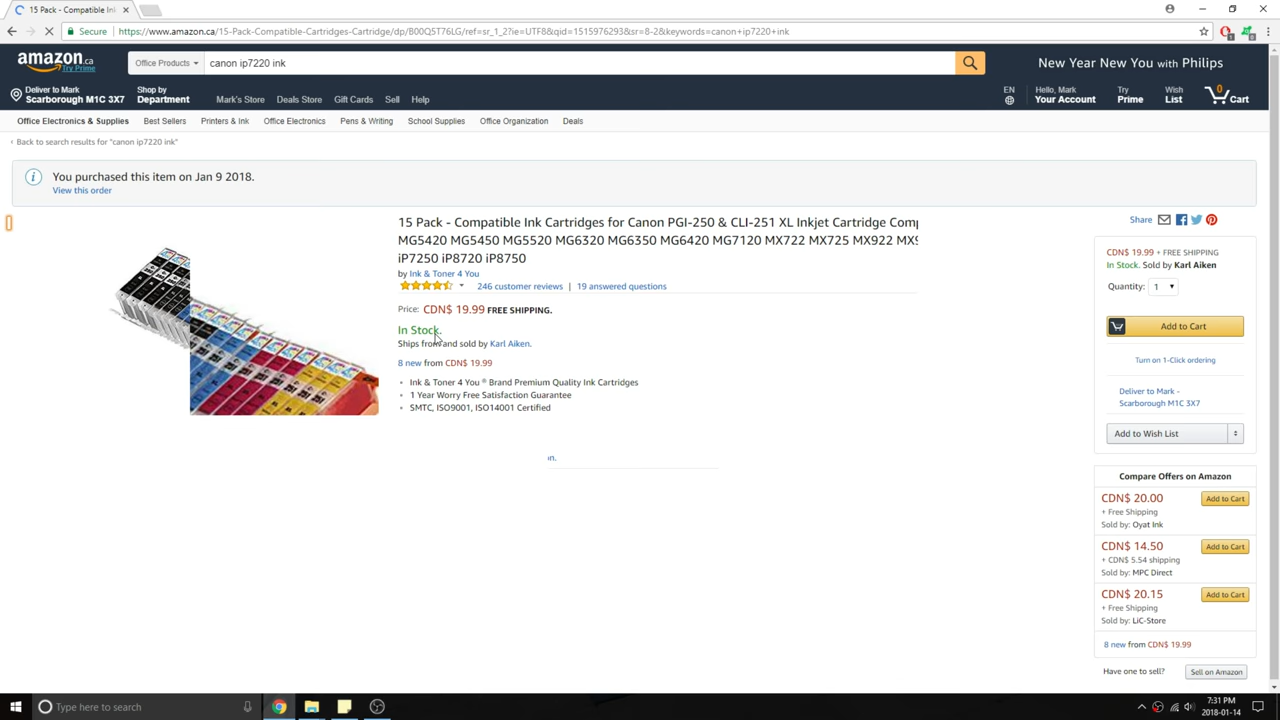 15 Pack - Compatible Ink
Secure
https://www.amazon.ca/15-Pack-Compatible-Cartridges-Cartridge/dp/B00Q5T76LG/ref=sr_1_2?ie=UTF8&qid=1515976293&sr=8-2&keywords=canon+ip7220+ink
amazon.ca
Try Prime
Office Products
canon ip7220 ink
New Year New You with Philips
Deliver to Mark
Scarborough M1C 3X7
Shop by
Department
Mark's Store
Deals Store
Gift Cards
Sell
Help
EN
Hello, Mark
Your Account
Try
Prime
Wish
List
0
Cart
Office Electronics & Supplies
Best Sellers
Printers & Ink
Office Electronics
Pens & Writing
School Supplies
Office Organization
Deals
‹ Back to search results for "canon ip7220 ink"
You purchased this item on Jan 9 2018.
View this order
15 Pack - Compatible Ink Cartridges for Canon PGI-250 & CLI-251 XL Inkjet Cartridge Comp
MG5420 MG5450 MG5520 MG6320 MG6350 MG6420 MG7120 MX722 MX725 MX922 MX9
iP7250 iP8720 iP8750
by Ink & Toner 4 You
246 customer reviews | 19 answered questions
Price: CDN$ 19.99 FREE SHIPPING.
In Stock.
Ships from and sold by Karl Aiken.
8 new from CDN$ 19.99
• Ink & Toner 4 You ® Brand Premium Quality Ink Cartridges
• 1 Year Worry Free Satisfaction Guarantee
• SMTC, ISO9001, ISO14001 Certified
on.
Share
CDN$ 19.99 + FREE SHIPPING
In Stock. Sold by Karl Aiken
Quantity: 1
Add to Cart
Turn on 1-Click ordering
Deliver to Mark -
Scarborough M1C 3X7
Add to Wish List
Compare Offers on Amazon
CDN$ 20.00
Add to Cart
+ Free Shipping
Sold by: Oyat Ink
CDN$ 14.50
Add to Cart
+ CDN$ 5.54 shipping
Sold by: MPC Direct
CDN$ 20.15
Add to Cart
+ Free Shipping
Sold by: LiC-Store
8 new from CDN$ 19.99
Have one to sell?
Sell on Amazon
Type here to search
7:31 PM
2018-01-14